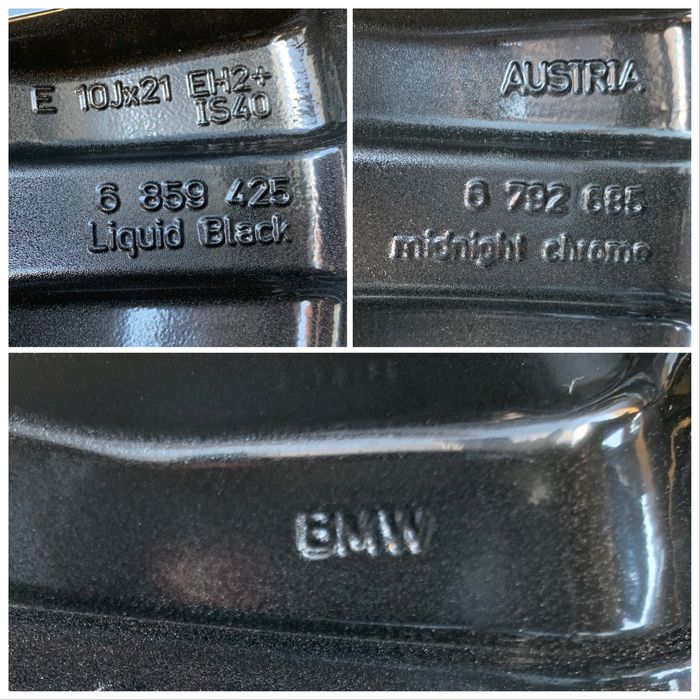 E 10Jx21 EH2+
IS40
6 859 425
Liquid Black
AUSTRIA
6 792 685
midnight chrome
BMW